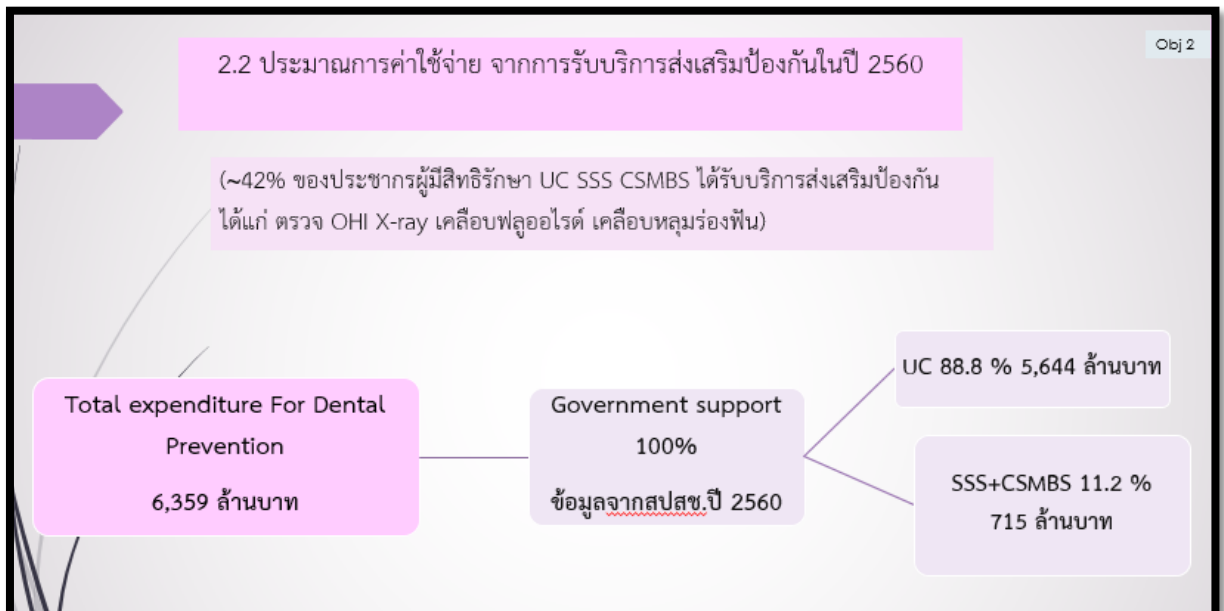 Obj 2
2.2 ประมาณการค่าใช้จ่าย จากการรับบริการส่งเสริมป้องกันในปี 2560
(~42% ของประชากรผู้มีสิทธิรักษา UC SSS CSMBS ได้รับบริการส่งเสริมป้องกัน
ได้แก่ ตรวจ OHI X-ray เคลือบฟลูออไรด์ เคลือบหลุมร่องฟัน)
Total expenditure For Dental
Prevention
6,359 ล้านบาท
Government support
100%
ข้อมูลจากสปสช.ปี 2560
UC 88.8 % 5,644 ล้านบาท
SSS+CSMBS 11.2 %
715 ล้านบาท